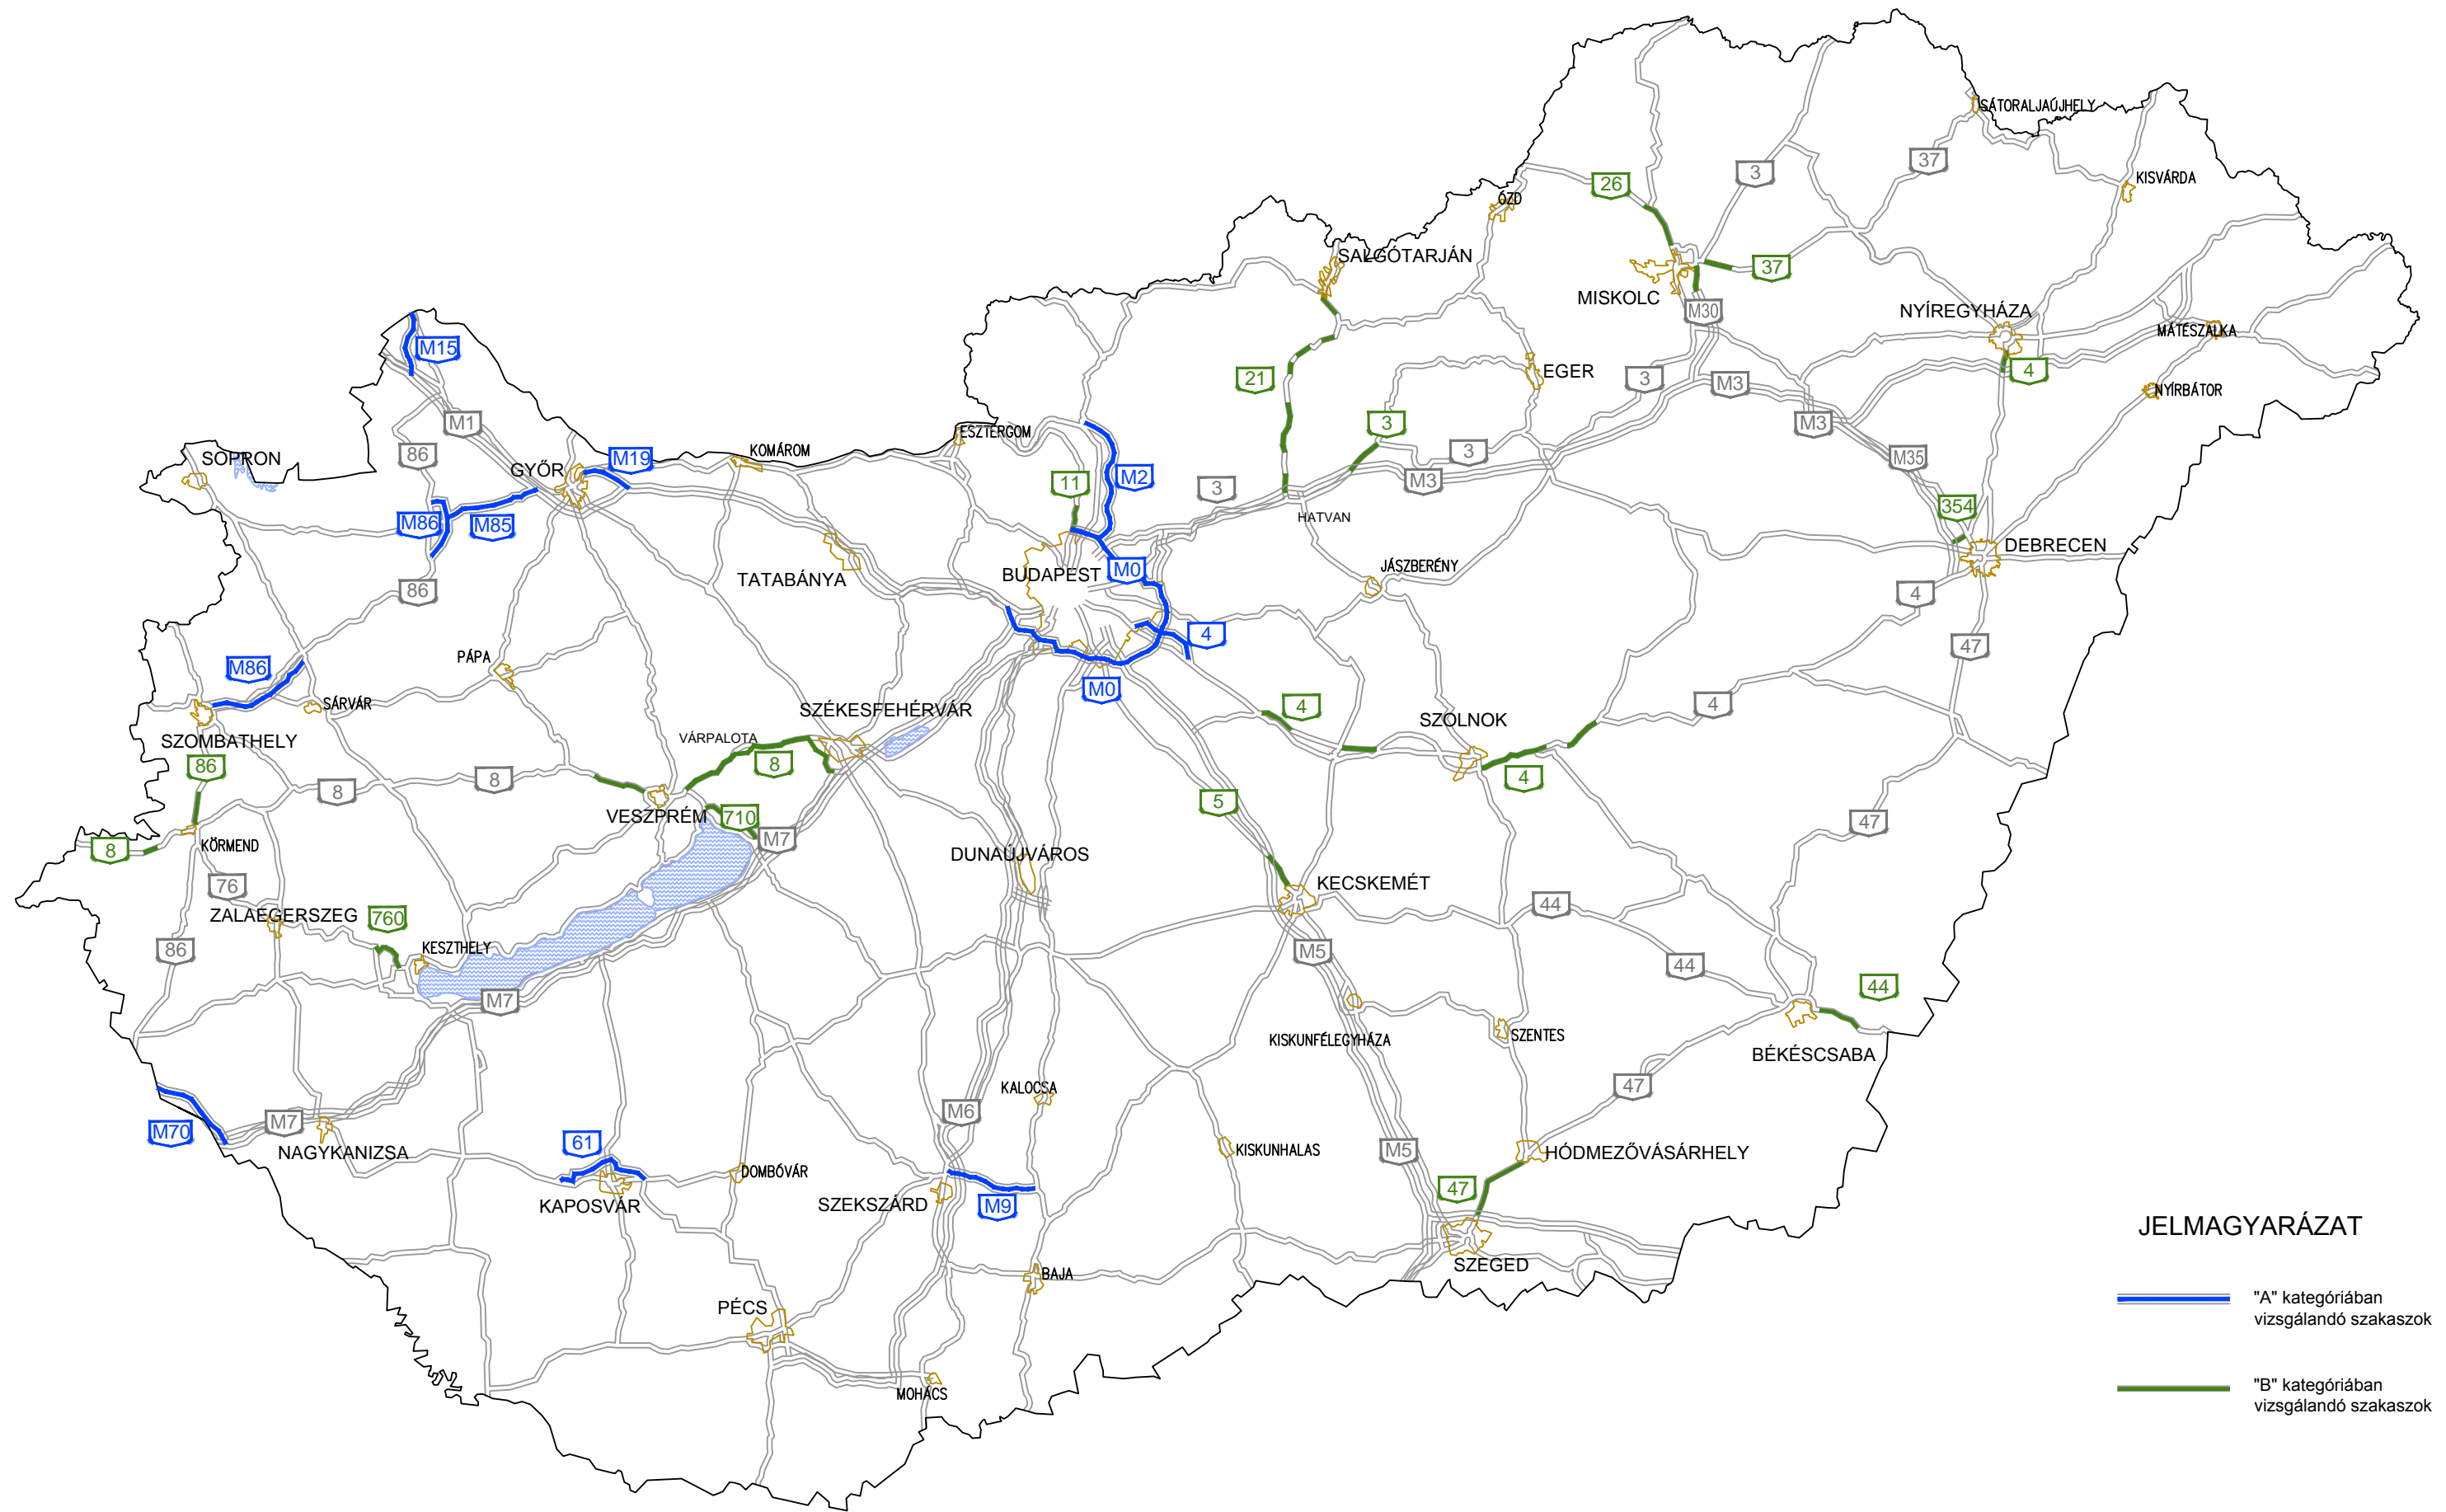 SÁTORALJAÚJHELY
37
3
KISVÁRDA
26
ÓZD
SALGÓTARJÁN
37
MISKOLC
M30
NYÍREGYHÁZA
MÁTÉSZALKA
M15
EGER
21
3
M3
4
NYÍRBÁTOR
M1
3
M3
86
SOPRON
GYŐR
M19
KOMÁROM
ESZTERGOM
3
M35
M2
11
3
M3
HATVAN
354
M86
M85
DEBRECEN
TATABÁNYA
BUDAPEST
M0
JÁSZBERÉNY
86
4
4
47
PÁPA
M86
M0
SÁRVÁR
SZÉKESFEHÉRVÁR
4
SZOLNOK
4
SZOMBATHELY
VÁRPALOTA
86
8
8
8
4
5
VESZPRÉM
710
M7
47
8
KÖRMEND
DUNAÚJVÁROS
KECSKEMÉT
76
ZALAEGERSZEG
760
44
86
KESZTHELY
M5
44
M7
44
KISKUNFÉLEGYHÁZA
SZENTES
BÉKÉSCSABA
KALOCSA
47
M6
M7
M70
NAGYKANIZSA
61
DOMBÓVÁR
KISKUNHALAS
M5
HÓDMEZŐVÁSÁRHELY
KAPOSVÁR
SZEKSZÁRD
M9
47
JELMAGYARÁZAT
SZEGED
BAJA
PÉCS
"A" kategóriában
vizsgálandó szakaszok
MOHÁCS
"B" kategóriában
vizsgálandó szakaszok